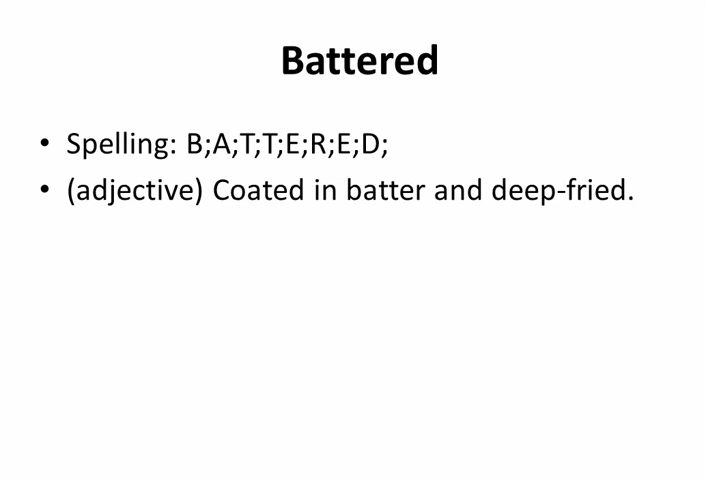 Battered
• Spelling: B;A;T;T;E;R;E;D;
• (adjective) Coated in batter and deep-fried.